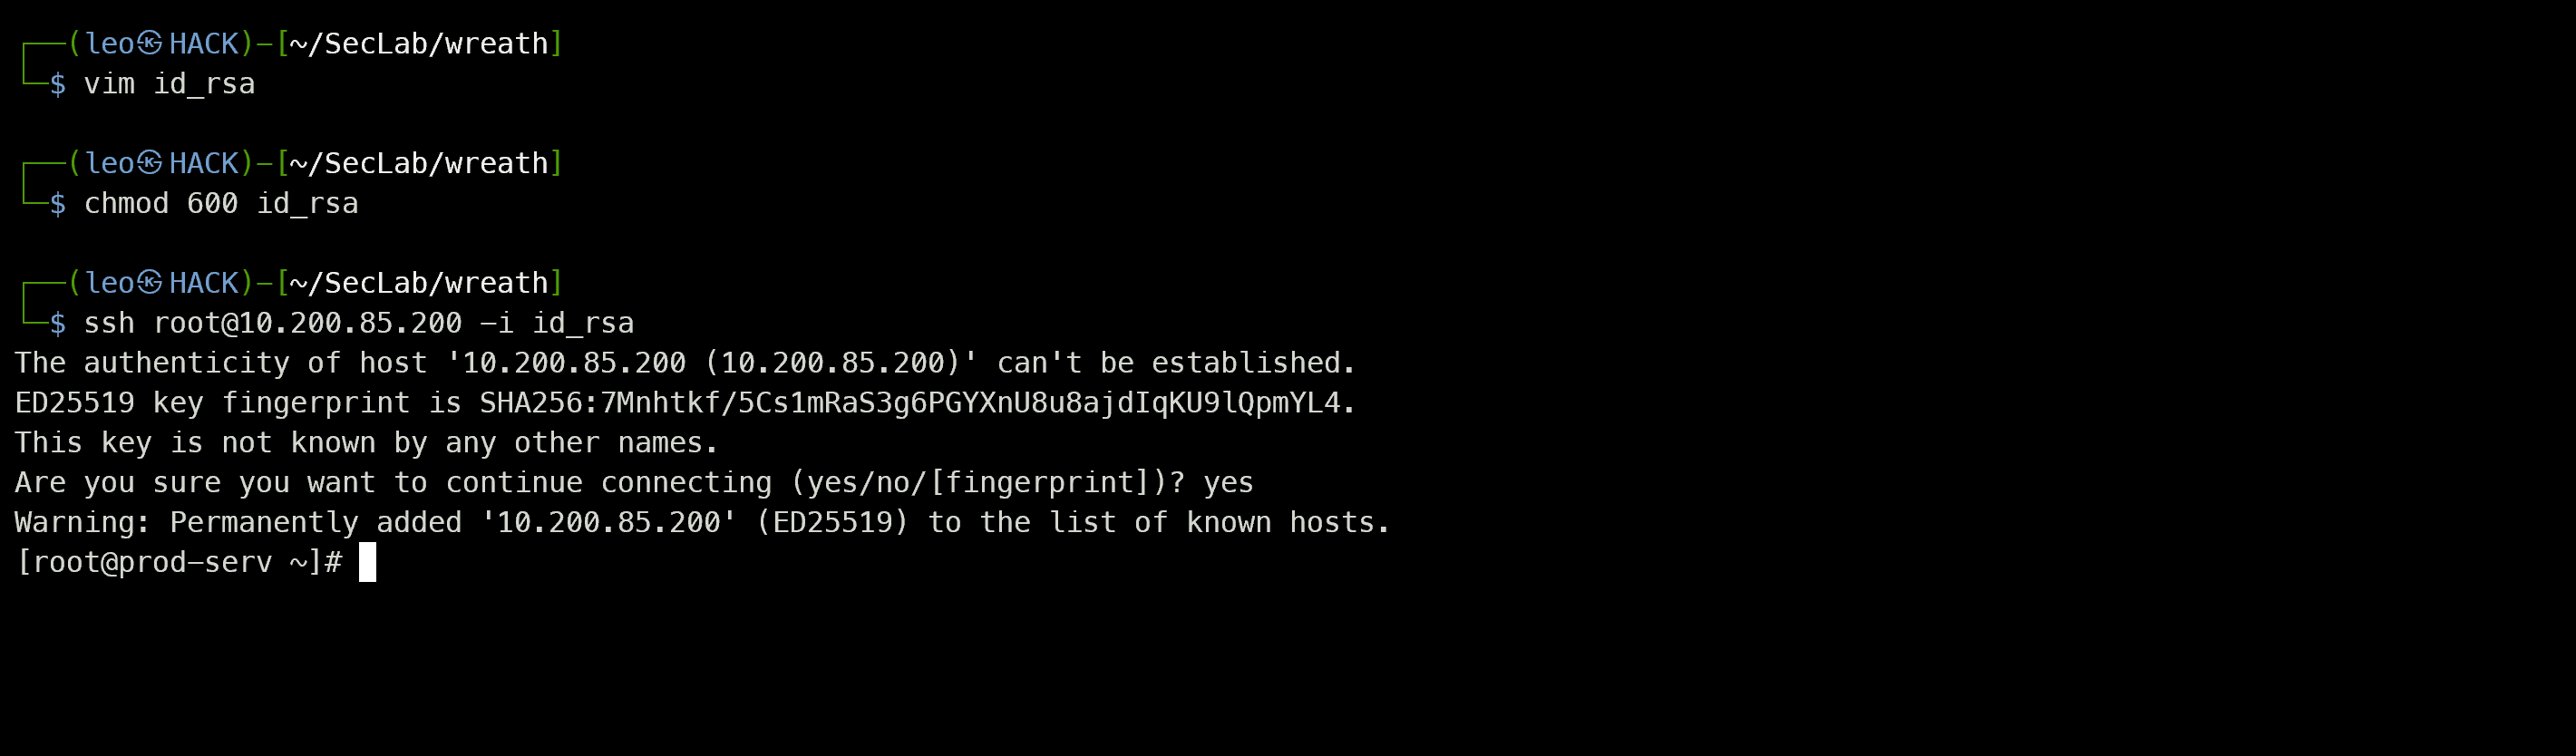 ┌──(leo㉿HACK)-[~/SecLab/wreath]
└─$ vim id_rsa
┌──(leo㉿HACK)-[~/SecLab/wreath]
└─$ chmod 600 id_rsa
┌──(leo㉿HACK)-[~/SecLab/wreath]
└─$ ssh root@10.200.85.200 -i id_rsa
The authenticity of host '10.200.85.200 (10.200.85.200)' can't be established.
ED25519 key fingerprint is SHA256:7Mnhtkf/5Cs1mRaS3g6PGYXnU8u8ajdIqKU9lQpmYL4.
This key is not known by any other names.
Are you sure you want to continue connecting (yes/no/[fingerprint])? yes
Warning: Permanently added '10.200.85.200' (ED25519) to the list of known hosts.
[root@prod-serv ~]#